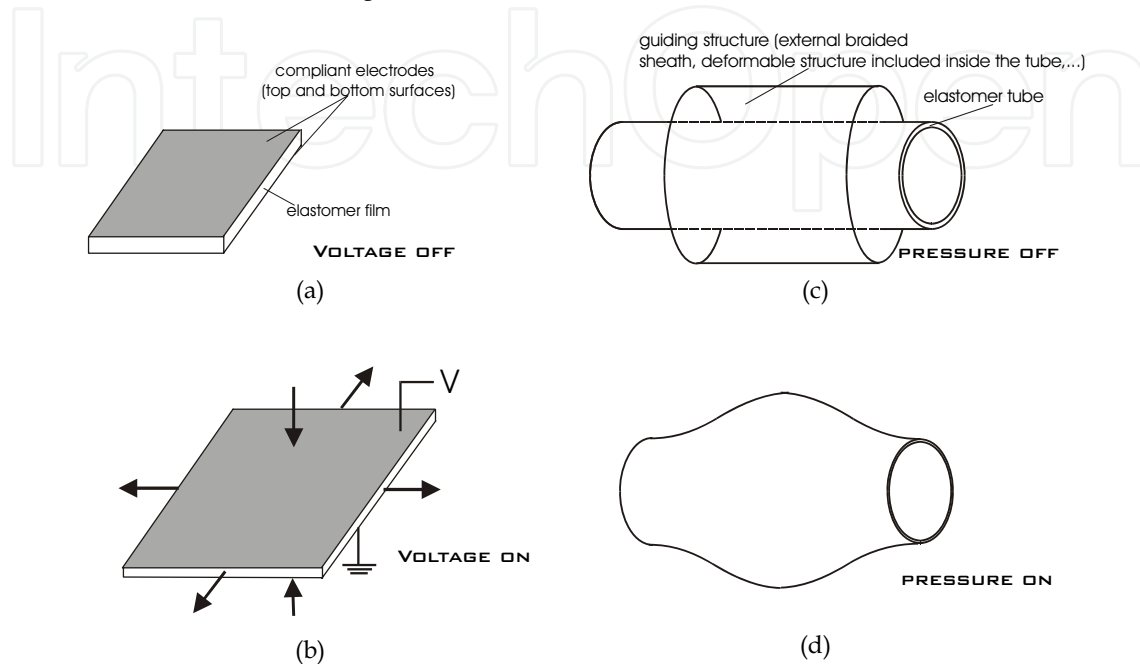 IntechOpen
compliant electrodes
(top and bottom surfaces)
elastomer film
VOLTAGE OFF
(a)
guiding structure (external braided
sheath, deformable structure included inside the tube,...)
elastomer tube
PRESSURE OFF
(c)
V
VOLTAGE ON
(b)
PRESSURE ON
(d)